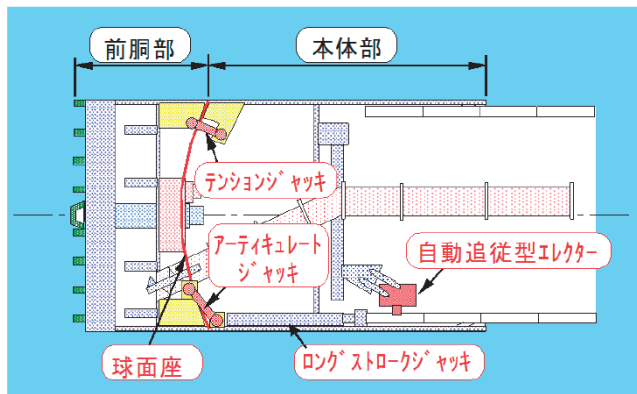 前胴部
本体部
ﾃﾝｼｮﾝｼﾞｬｯｷ
ｱｰﾃｨｷｭﾚｰﾄ
ｼﾞｬｯｷ
自動追従型ｴﾚｸﾀｰ
球面座
ﾛﾝｸﾞｽﾄﾛｰｸｼﾞｬｯｷ